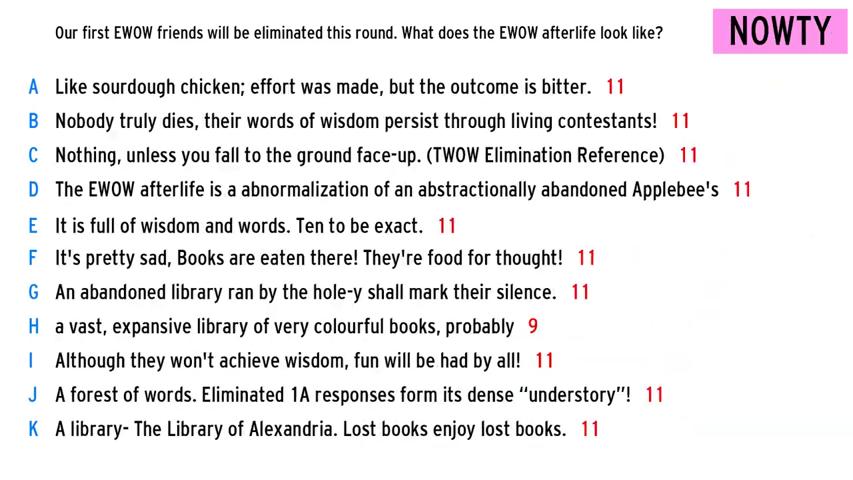 Our first EWOW friends will be eliminated this round. What does the EWOW afterlife look like?
NOWTY
A Like sourdough chicken; effort was made, but the outcome is bitter. 11
B Nobody truly dies, their words of wisdom persist through living contestants! 11
C Nothing, unless you fall to the ground face-up. (TWOW Elimination Reference) 11
D The EWOW afterlife is a abnormalization of an abstractionally abandoned Applebee's 11
E It is full of wisdom and words. Ten to be exact. 11
F It's pretty sad, Books are eaten there! They're food for thought! 11
G An abandoned library ran by the hole-y shall mark their silence. 11
H a vast, expansive library of very colourful books, probably 9
I Although they won't achieve wisdom, fun will be had by all! 11
J A forest of words. Eliminated 1A responses form its dense “understory”! 11
K A library- The Library of Alexandria. Lost books enjoy lost books. 11